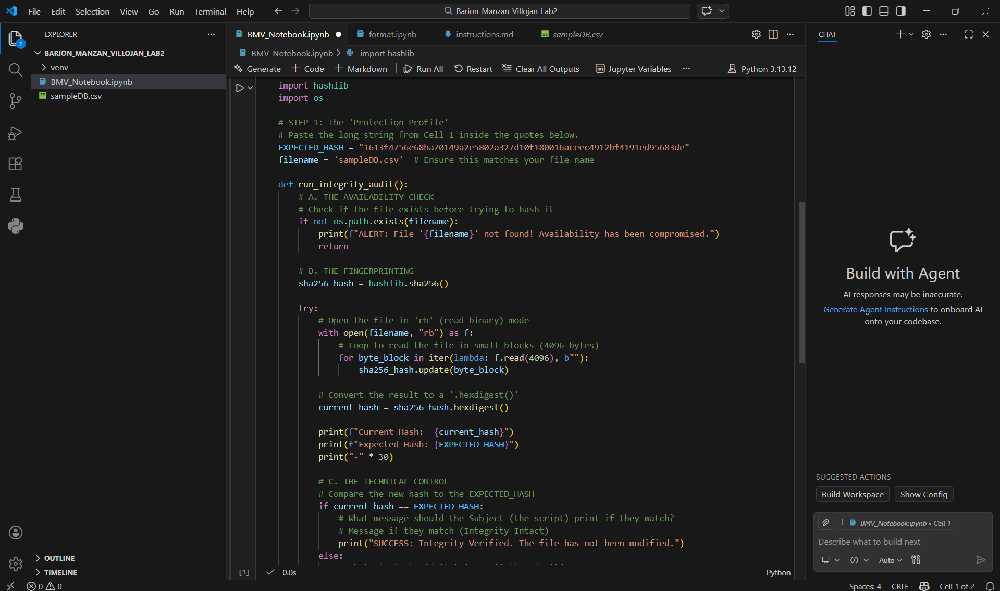 File Edit Selection View Go Run Terminal Help
Barion_Manzan_Villojan_Lab2
EXPLORER
BARION_MANZAN_VILLOJAN_LAB2
venv
BMV_Notebook.ipynb
sampleDB.csv
OUTLINE
TIMELINE
BMV_Notebook.ipynb
format.ipynb
instructions.md
sampleDB.csv
BMV_Notebook.ipynb > import hashlib
Generate + Code + Markdown Run All Restart Clear All Outputs Jupyter Variables ... Python 3.13.12
import hashlib
import os
# STEP 1: The 'Protection Profile'
# Paste the long string from Cell 1 inside the quotes below.
EXPECTED_HASH = "1613f4756e68ba70149a2e5802a327d10f180016aceec4912bf4191ed95683de"
filename = 'sampleDB.csv'  # Ensure this matches your file name
def run_integrity_audit():
# A. THE AVAILABILITY CHECK
# Check if the file exists before trying to hash it
if not os.path.exists(filename):
print(f"ALERT: File '{filename}' not found! Availability has been compromised.")
return
# B. THE FINGERPRINTING
sha256_hash = hashlib.sha256()
try:
# Open the file in 'rb' (read binary) mode
with open(filename, "rb") as f:
# Loop to read the file in small blocks (4096 bytes)
for byte_block in iter(lambda: f.read(4096), b""):
sha256_hash.update(byte_block)
# Convert the result to a '.hexdigest()'
current_hash = sha256_hash.hexdigest()
print(f"Current Hash:  {current_hash}")
print(f"Expected Hash: {EXPECTED_HASH}")
print("-" * 30)
# C. THE TECHNICAL CONTROL
# Compare the new hash to the EXPECTED_HASH
if current_hash == EXPECTED_HASH:
# What message should the Subject (the script) print if they match?
# Message if they match (Integrity Intact)
print("SUCCESS: Integrity Verified. The file has not been modified.")
else:
[3] 0.0s Python
CHAT
Build with Agent
AI responses may be inaccurate.
Generate Agent Instructions to onboard AI
onto your codebase.
SUGGESTED ACTIONS
Build Workspace
Show Config
+ BMV_Notebook.ipynb • Cell 1
Describe what to build next
Auto
1
0 0
Spaces: 4 CRLF Cell 1 of 2